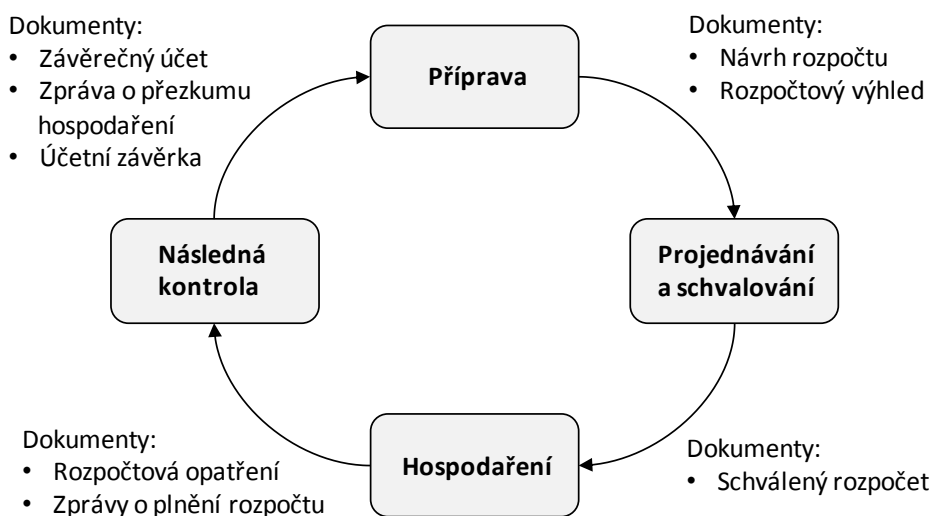 Dokumenty:
• Závěrečný účet
• Zpráva o přezkumu
hospodaření
• Účetní závěrka
Příprava
Dokumenty:
• Návrh rozpočtu
• Rozpočtový výhled
Následná
kontrola
Projednávání
a schvalování
Dokumenty:
• Rozpočtová opatření
• Zprávy o plnění rozpočtu
Hospodaření
Dokumenty:
• Schválený rozpočet